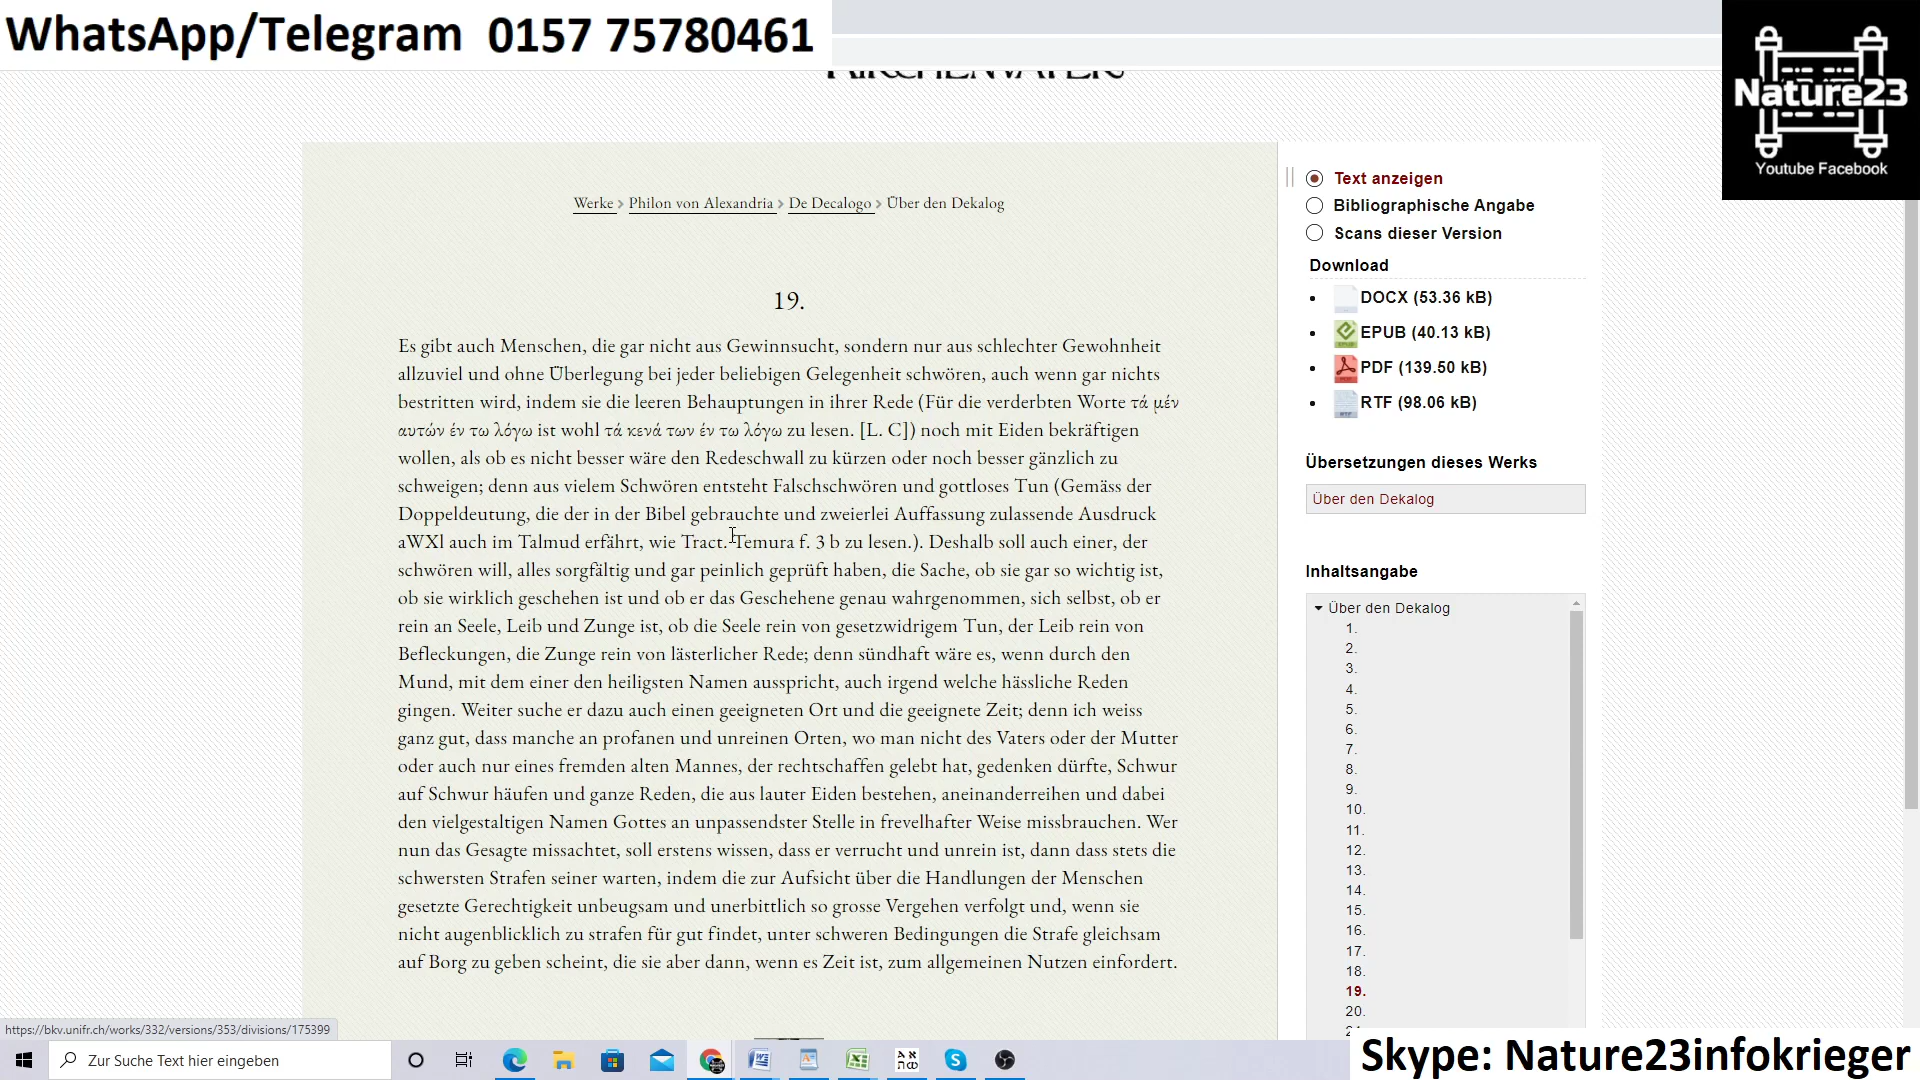 WhatsApp/Telegram 0157 75780461
KIRCHENVÄTER
Nature23
Youtube Facebook
Werke > Philon von Alexandria > De Decalogo > Über den Dekalog
19.
Es gibt auch Menschen, die gar nicht aus Gewinnsucht, sondern nur aus schlechter Gewohnheit
allzuviel und ohne Überlegung bei jeder beliebigen Gelegenheit schwören, auch wenn gar nichts
bestritten wird, indem sie die leeren Behauptungen in ihrer Rede (Für die verderbten Worte τά μέν
αυτών έν τω λόγω ist wohl τά κενά των έν τω λόγω zu lesen. [L. C]) noch mit Eiden bekräftigen
wollen, als ob es nicht besser wäre den Redeschwall zu kürzen oder noch besser gänzlich zu
schweigen; denn aus vielem Schwören entsteht Falschschwören und gottloses Tun (Gemäss der
Doppeldeutung, die der in der Bibel gebrauchte und zweierlei Auffassung zulassende Ausdruck
aWXl auch im Talmud erfährt, wie Tract. Temura f. 3 b zu lesen.). Deshalb soll auch einer, der
schwören will, alles sorgfältig und gar peinlich geprüft haben, die Sache, ob sie gar so wichtig ist,
ob sie wirklich geschehen ist und ob er das Geschehene genau wahrgenommen, sich selbst, ob er
rein an Seele, Leib und Zunge ist, ob die Seele rein von gesetzwidrigem Tun, der Leib rein von
Befleckungen, die Zunge rein von lästerlicher Rede; denn sündhaft wäre es, wenn durch den
Mund, mit dem einer den heiligsten Namen ausspricht, auch irgend welche hässliche Reden
gingen. Weiter suche er dazu auch einen geeigneten Ort und die geeignete Zeit; denn ich weiss
ganz gut, dass manche an profanen und unreinen Orten, wo man nicht des Vaters oder der Mutter
oder auch nur eines fremden alten Mannes, der rechtschaffen gelebt hat, gedenken dürfte, Schwur
auf Schwur häufen und ganze Reden, die aus lauter Eiden bestehen, aneinanderreihen und dabei
den vielgestaltigen Namen Gottes an unpassendster Stelle in frevelhafter Weise missbrauchen. Wer
nun das Gesagte missachtet, soll erstens wissen, dass er verrucht und unrein ist, dann dass stets die
schwersten Strafen seiner warten, indem die zur Aufsicht über die Handlungen der Menschen
gesetzte Gerechtigkeit unbeugsam und unerbittlich so grosse Vergehen verfolgt und, wenn sie
nicht augenblicklich zu strafen für gut findet, unter schweren Bedingungen die Strafe gleichsam
auf Borg zu geben scheint, die sie aber dann, wenn es Zeit ist, zum allgemeinen Nutzen einfordert.
Text anzeigen
Bibliographische Angabe
Scans dieser Version
Download
DOCX (53.36 kB)
EPUB (40.13 kB)
PDF (139.50 kB)
RTF (98.06 kB)
Übersetzungen dieses Werks
Über den Dekalog
Inhaltsangabe
Über den Dekalog
1.
2.
3.
4.
5.
6.
7.
8.
9.
10.
11.
12.
13.
14.
15.
16.
17.
18.
19.
20.
https://bkv.unifr.ch/works/332/versions/353/divisions/175399
Zur Suche Text hier eingeben
Skype: Nature23infokrieger